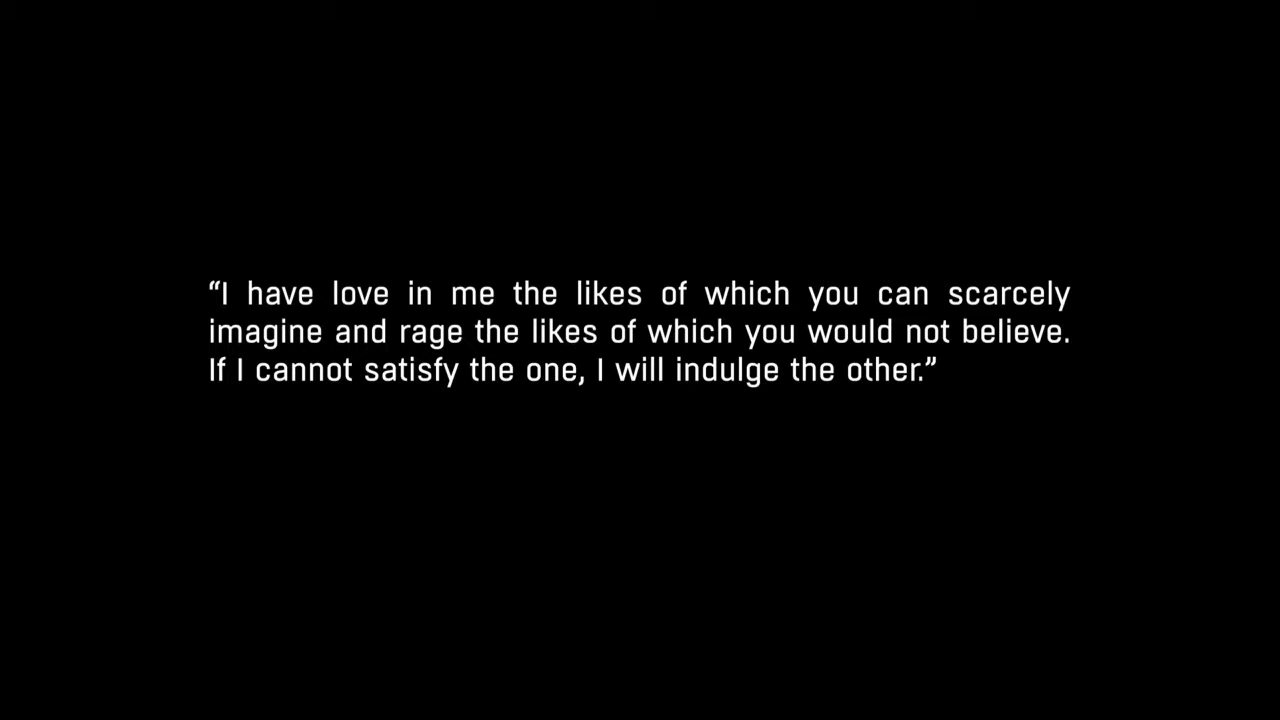 “I have love in me the likes of which you can scarcely
imagine and rage the likes of which you would not believe.
If I cannot satisfy the one, I will indulge the other.”